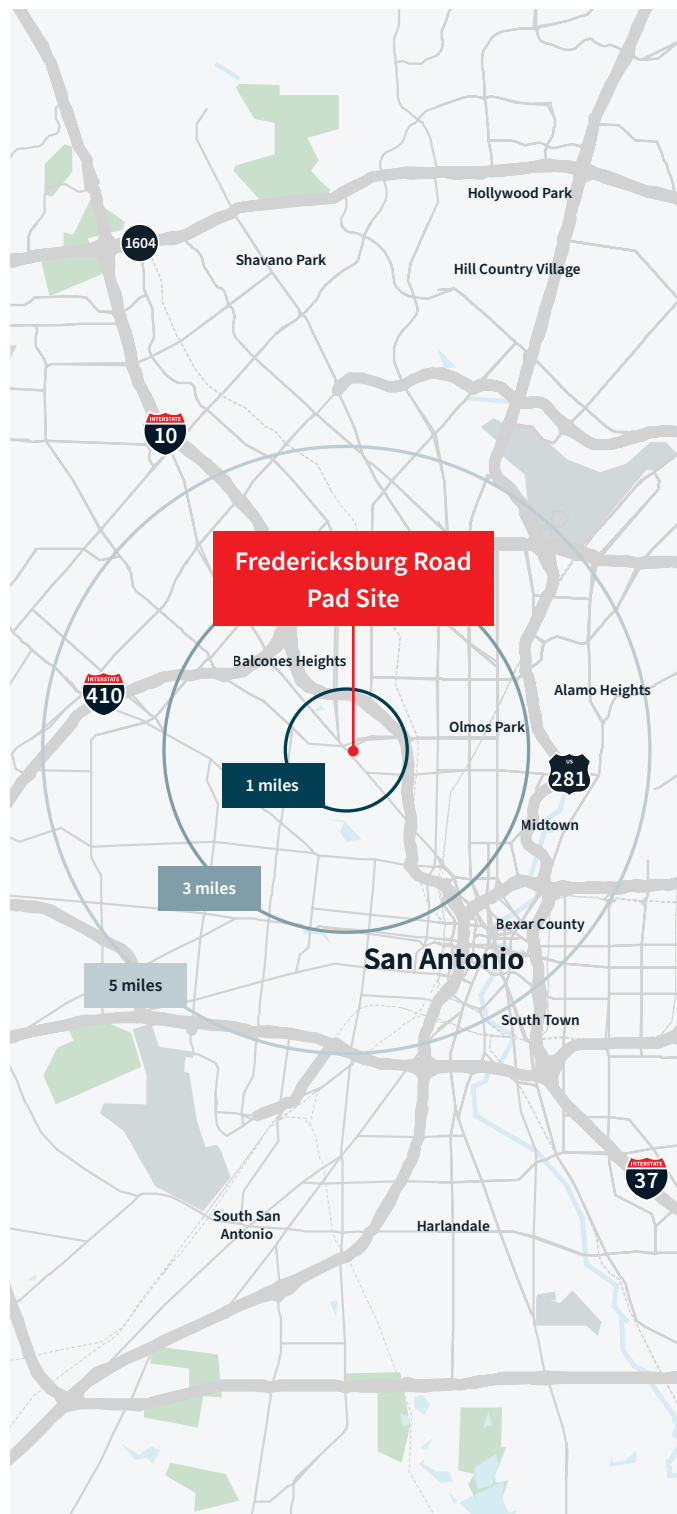 Hollywood Park
1604
Shavano Park
Hill Country Village
INTERSTATE
10
Fredericksburg Road
Pad Site
Balcones Heights
INTERSTATE
410
Alamo Heights
Olmos Park
US
281
1 miles
Midtown
3 miles
Bexar County
San Antonio
5 miles
South Town
INTERSTATE
37
South San
Antonio
Harlandale